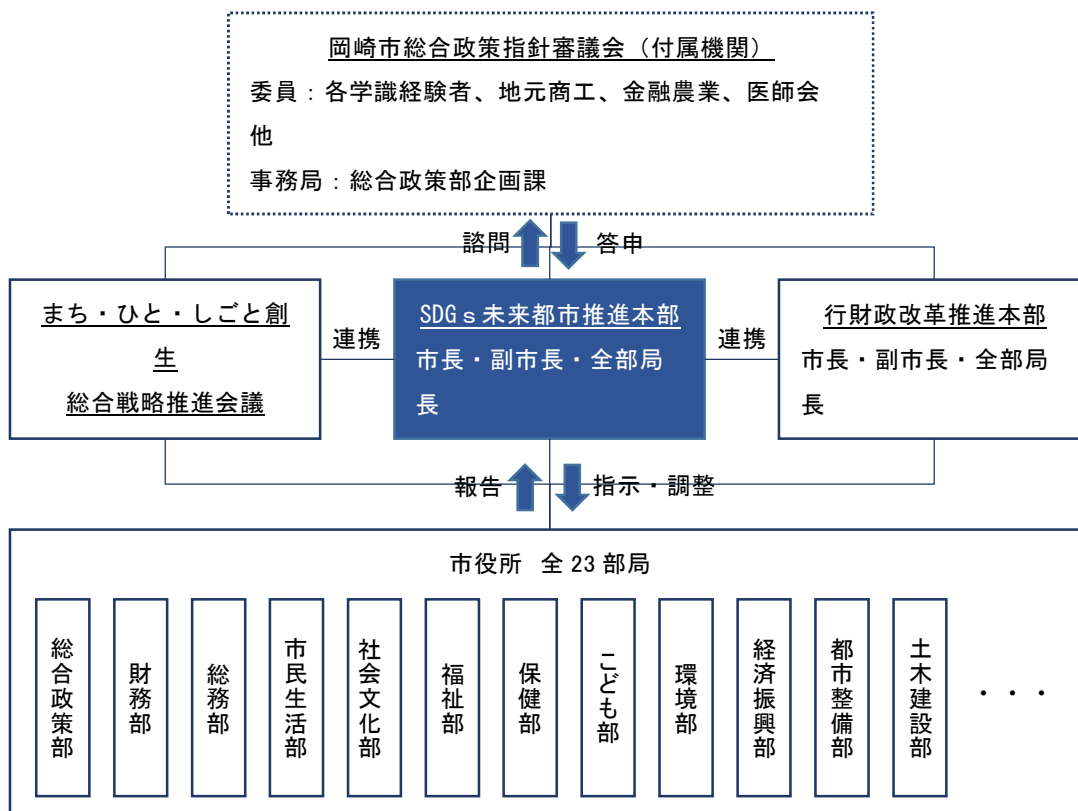 岡崎市総合政策指針審議会（付属機関）
委員：各学識経験者、地元商工、金融農業、医師会
他
事務局：総合政策部企画課
諮問
答申
まち・ひと・しごと創
生
総合戦略推進会議
連携
SDGｓ未来都市推進本部
市長・副市長・全部局
長
連携
行財政改革推進本部
市長・副市長・全部局
長
報告
指示・調整
市役所 全23部局
総合政策部
財務部
総務部
市民生活部
社会文化部
福祉部
保健部
こども部
環境部
経済振興部
都市整備部
土木建設部
・・・